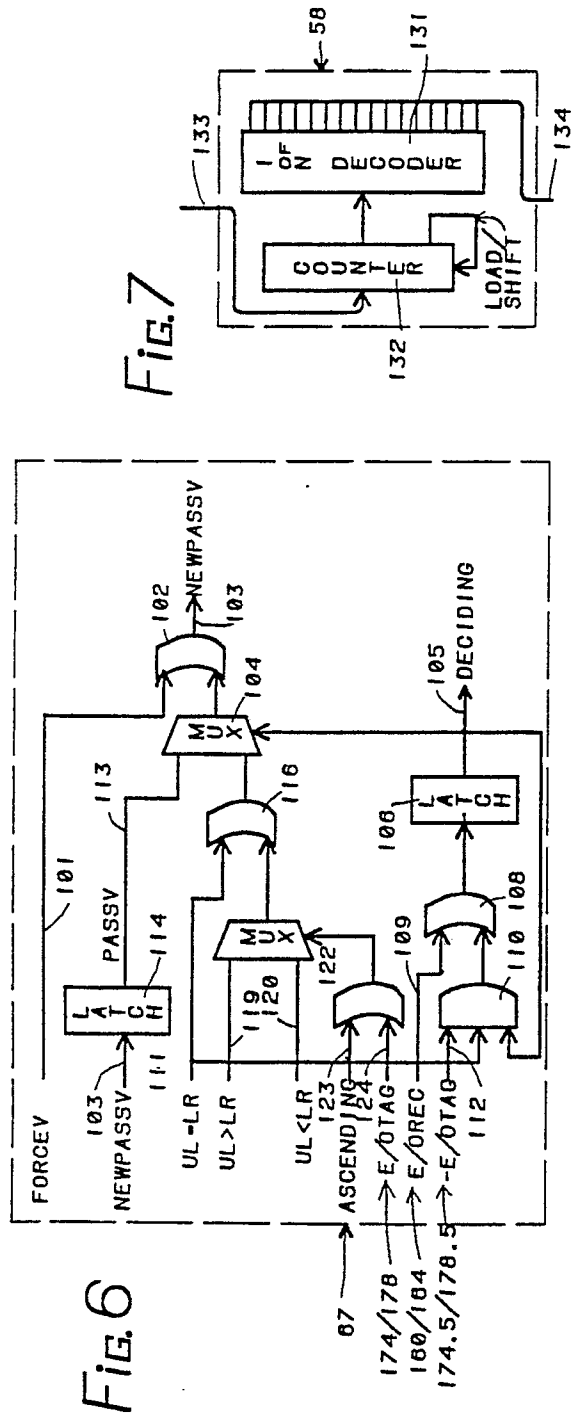 Fig. 6
FORCEV
101
103
NEWPASSV
111
LATCH
114
PASSV
113
102
NEWPASSV
103
MUX
104
UL=LR
UL>LR
119
120
UL<LR
MUX
116
122
ASCENDING
123
124
67
174/178 → E/OTAG
160/164 → E/OREC
109
174.5/178.5 → -E/OTAG
112
110
108
LATCH
106
105
DECIDING
Fig. 7
133
COUNTER
132
LOAD/
SHIFT
1 OF N DECODER
131
58
134